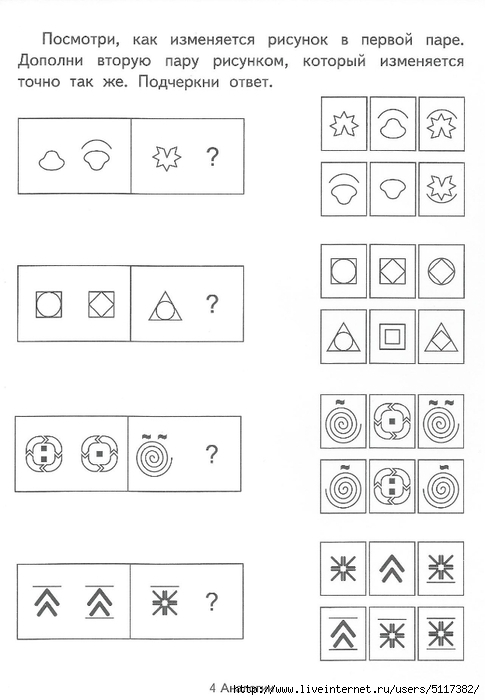 Посмотри, как изменяется рисунок в первой паре.
Дополни вторую пару рисунком, который изменяется
точно так же. Подчеркни ответ.
?
?
?
?
4 http://www.liveinternet.ru/users/5117382/